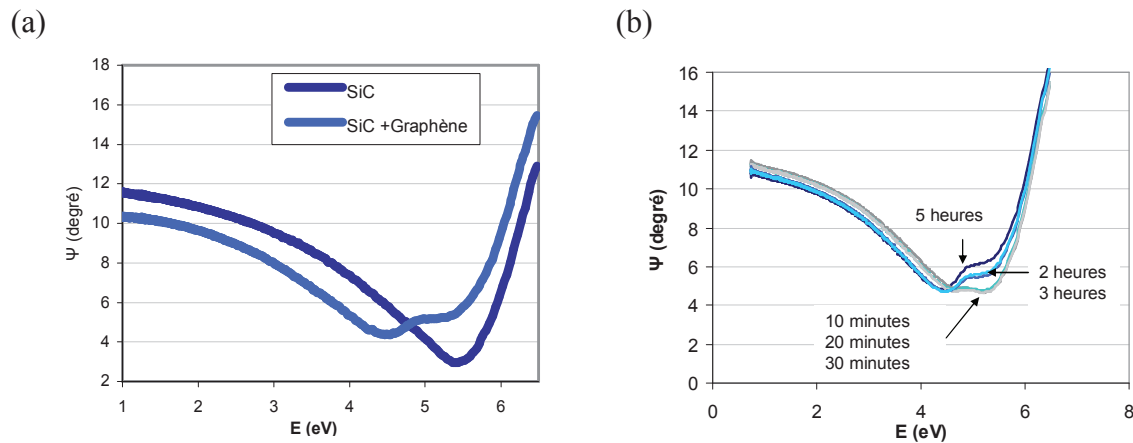 (a)
18
16
14
12
10
8
6
4
2
Ψ (degré)
SiC
SiC +Graphène
1 2 3 4 5 6
E (eV)
(b)
16
14
12
10
8
6
4
2
0
Ψ (degré)
5 heures
2 heures
3 heures
10 minutes
20 minutes
30 minutes
0 2 4 6 8
E (eV)